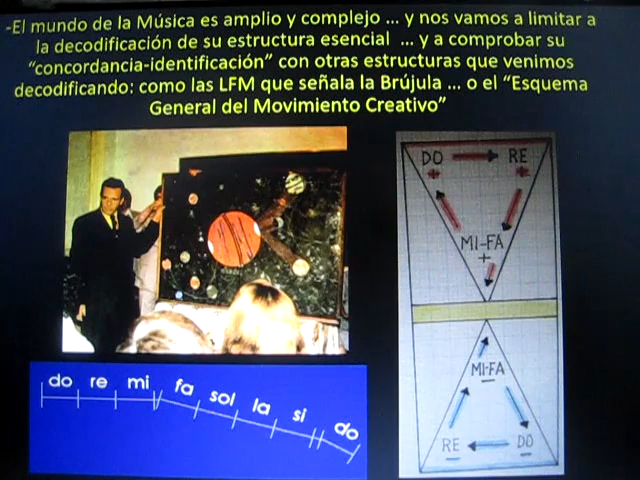 -El mundo de la Música es amplio y complejo ... y nos vamos a limitar a
la decodificación de su estructura esencial ... y a comprobar su
"concordancia-identificación" con otras estructuras que venimos
decodificando: como las LFM que señala la Brújula ... o el "Esquema
General del Movimiento Creativo"
DO RE
+ +
MI-FA
+
MI-FA
-
RE DO
- -
do re mi fa sol la si do